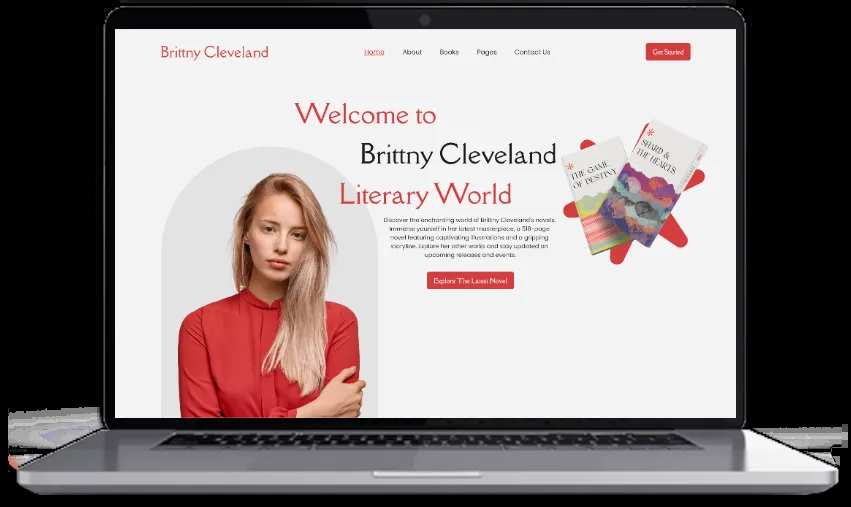 Brittny Cleveland
Home About Books Pages Contact Us
Get Started
Welcome to
Brittny Cleveland
Literary World
Discover the enchanting world of Brittny Cleveland's novels.
Immerse yourself in her latest masterpiece, a 518-page
novel featuring captivating illustrations and a gripping
storyline. Explore her other works and stay updated on
upcoming releases and events.
Explore The Latest Novel
THE GAME
OF DESTINY
SHARD &
THE HEARTS